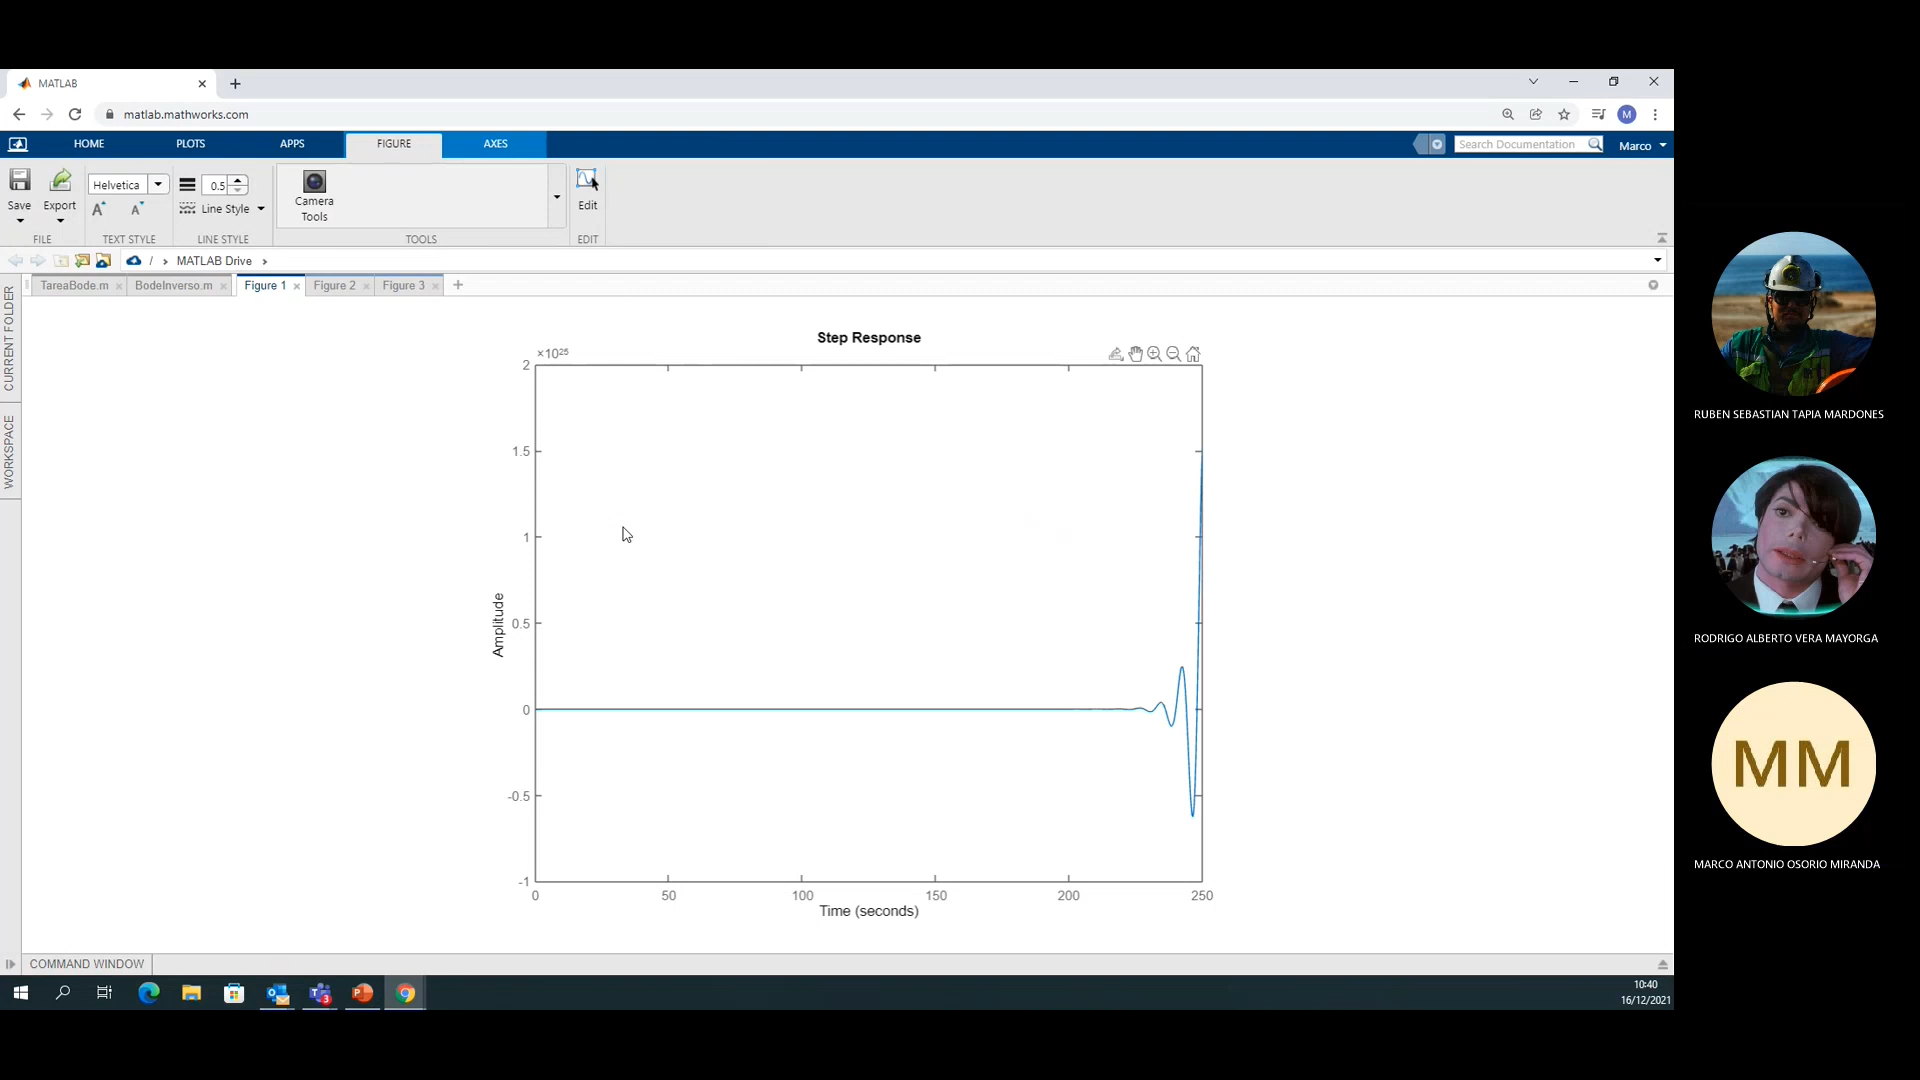 MATLAB
matlab.mathworks.com
M
HOME PLOTS APPS FIGURE AXES
Search Documentation
Marco
Save Export
Helvetica
0.5
A A
Line Style
Camera
Tools
Edit
FILE TEXT STYLE LINE STYLE TOOLS EDIT
/ MATLAB Drive
TareaBode.m BodeInverso.m Figure 1 Figure 2 Figure 3
CURRENT FOLDER
WORKSPACE
Step Response
×10²⁵
2
1.5
1
0.5
0
-0.5
-1
Amplitude
0 50 100 150 200 250
Time (seconds)
COMMAND WINDOW
3
10:40
16/12/2021
RUBEN SEBASTIAN TAPIA MARDONES
RODRIGO ALBERTO VERA MAYORGA
MM
MARCO ANTONIO OSORIO MIRANDA